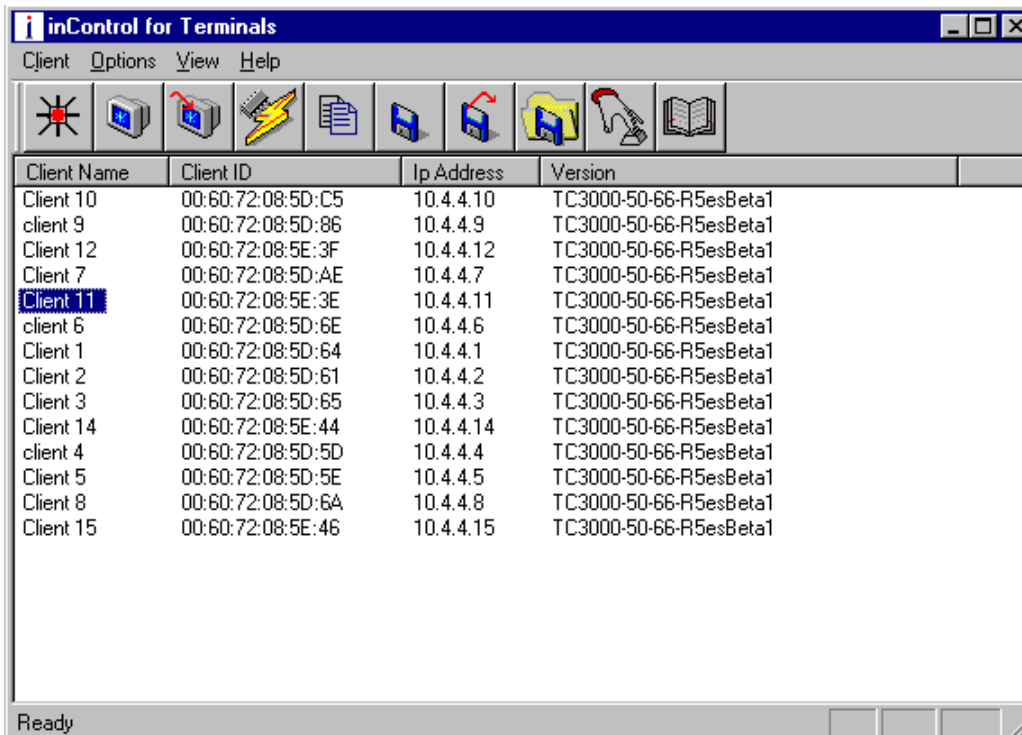 inControl for Terminals
Client Options View Help
Client Name Client ID Ip Address Version
Client 10 00:60:72:08:5D:C5 10.4.4.10 TC3000-50-66-R5esBeta1
client 9 00:60:72:08:5D:86 10.4.4.9 TC3000-50-66-R5esBeta1
Client 12 00:60:72:08:5E:3F 10.4.4.12 TC3000-50-66-R5esBeta1
Client 7 00:60:72:08:5D:AE 10.4.4.7 TC3000-50-66-R5esBeta1
Client 11 00:60:72:08:5E:3E 10.4.4.11 TC3000-50-66-R5esBeta1
client 6 00:60:72:08:5D:6E 10.4.4.6 TC3000-50-66-R5esBeta1
Client 1 00:60:72:08:5D:64 10.4.4.1 TC3000-50-66-R5esBeta1
Client 2 00:60:72:08:5D:61 10.4.4.2 TC3000-50-66-R5esBeta1
Client 3 00:60:72:08:5D:65 10.4.4.3 TC3000-50-66-R5esBeta1
Client 14 00:60:72:08:5E:44 10.4.4.14 TC3000-50-66-R5esBeta1
client 4 00:60:72:08:5D:5D 10.4.4.4 TC3000-50-66-R5esBeta1
Client 5 00:60:72:08:5D:5E 10.4.4.5 TC3000-50-66-R5esBeta1
Client 8 00:60:72:08:5D:6A 10.4.4.8 TC3000-50-66-R5esBeta1
Client 15 00:60:72:08:5E:46 10.4.4.15 TC3000-50-66-R5esBeta1
Ready